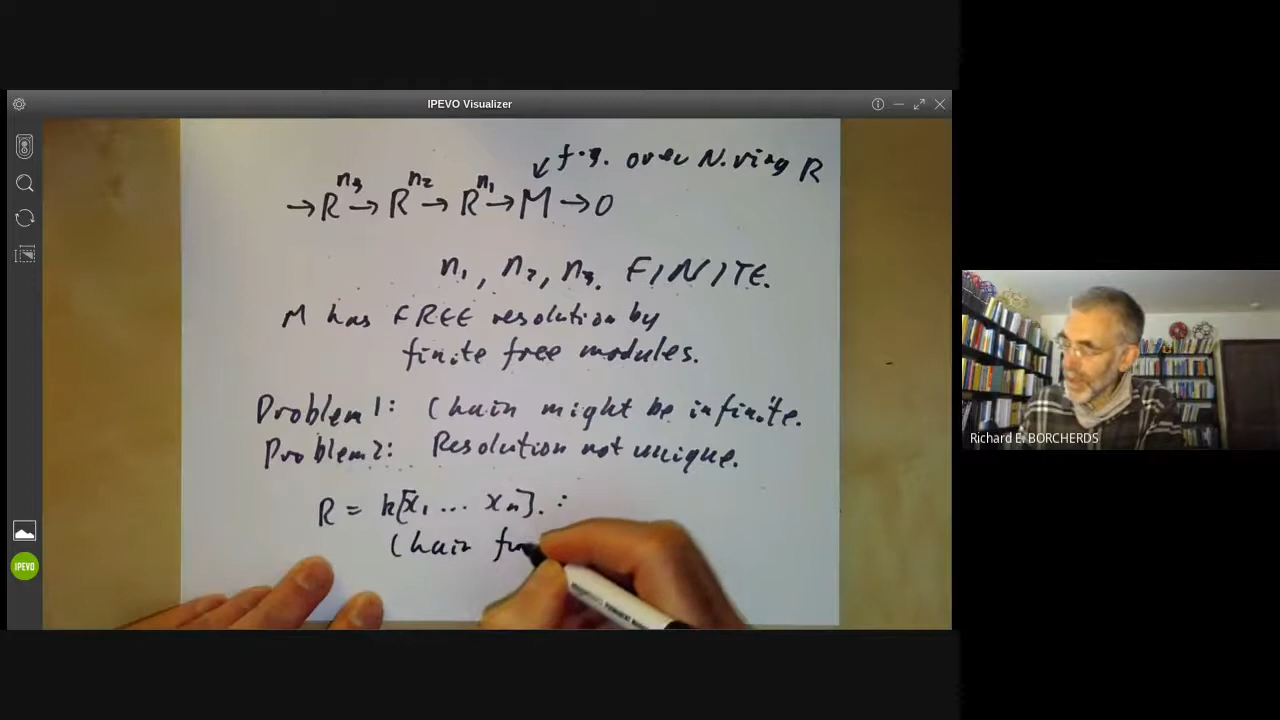 IPEVO Visualizer
f.g. over N. ring R
→ R^n₃ → R^n₂ → R^n₁ → M → 0
n₁, n₂, n₃. FINITE.
M has FREE resolution by
finite free modules.
Problem 1: Chain might be infinite.
Problem 2: Resolution not unique.
R = k[x₁ ... xₙ]. :
Chain
Richard E. BORCHERDS
IPEVO